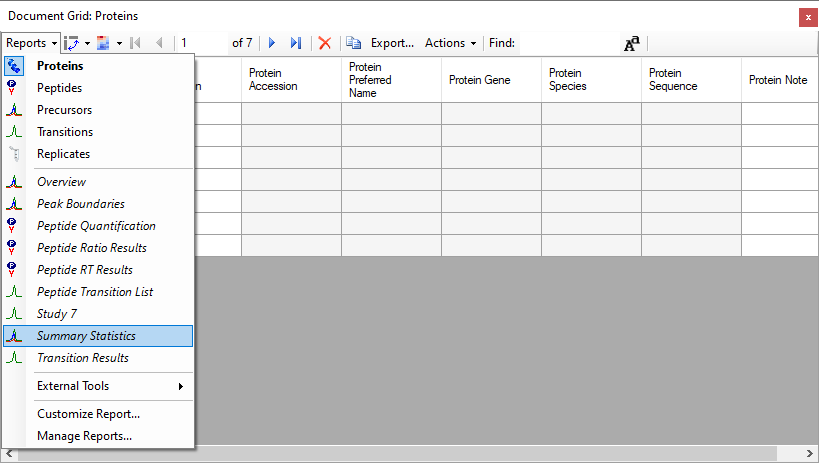 Document Grid: Proteins
Reports
1
of 7
Export...
Actions
Find:
Proteins
Peptides
Precursors
Transitions
Replicates
Overview
Peak Boundaries
Peptide Quantification
Peptide Ratio Results
Peptide RT Results
Peptide Transition List
Study 7
Summary Statistics
Transition Results
External Tools
Customize Report...
Manage Reports...
n
Protein
Accession
Protein
Preferred
Name
Protein Gene
Protein
Species
Protein
Sequence
Protein Note